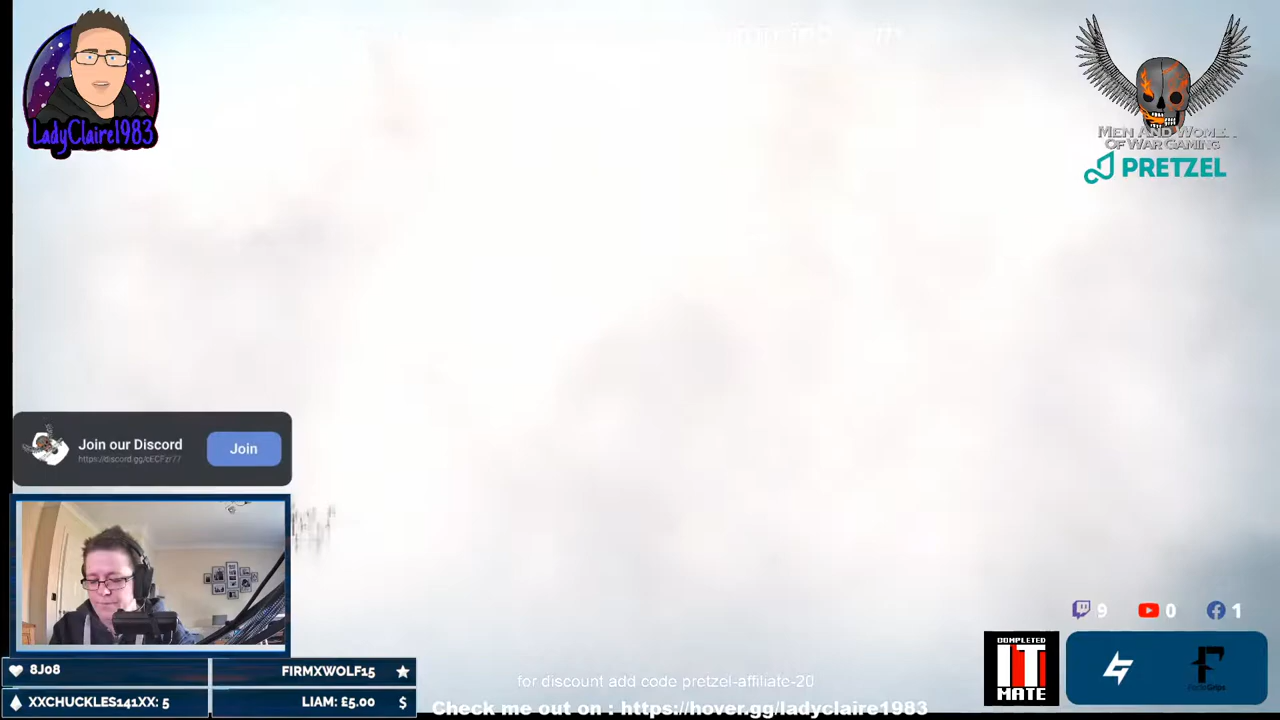 LadyClaire1983
MEN AND WOMEN
OF WAR GAMING
PRETZEL
Join our Discord
Join
8J08
FIRMXWOLF15
XXCHUCKLES141XX: 5
LIAM: £5.00
$
9
0
1
COMPLETED
IT
MATE
for discount add code pretzel-affiliate-20
Check me out on : https://hover.gg/ladyclaire1983